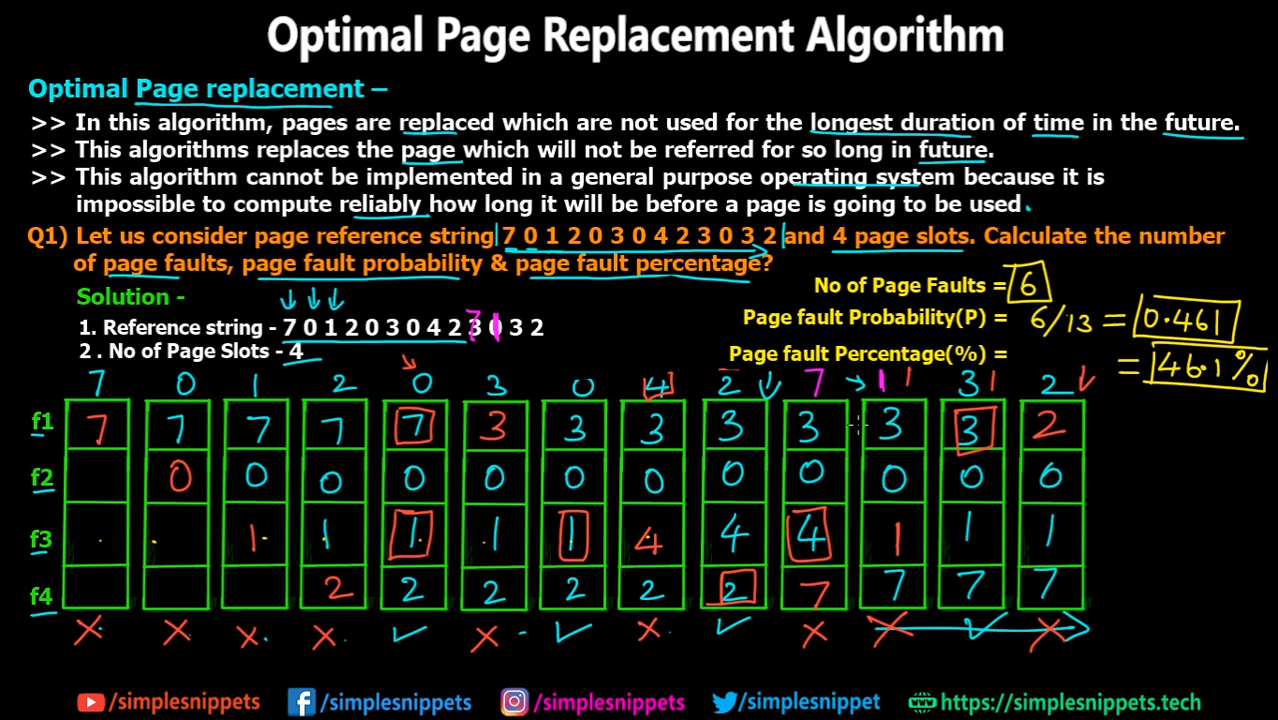 Optimal Page Replacement Algorithm
Optimal Page replacement –
>> In this algorithm, pages are replaced which are not used for the longest duration of time in the future.
>> This algorithms replaces the page which will not be referred for so long in future.
>> This algorithm cannot be implemented in a general purpose operating system because it is
impossible to compute reliably how long it will be before a page is going to be used.
Q1) Let us consider page reference string 7 0 1 2 0 3 0 4 2 3 0 3 2 and 4 page slots. Calculate the number
of page faults, page fault probability & page fault percentage?
Solution -
No of Page Faults = 6
1. Reference string - 7 0 1 2 0 3 0 4 2 3 0 3 2
7 1
Page fault Probability(P) = 6/13 = 0.461
2 . No of Page Slots - 4
Page fault Percentage(%) = = 46.1%
7 0 1 2 0 3 0 4 2 7 1 3 2
f1 7 7 7 7 7 3 3 3 3 3 3 3 2
f2 0 0 0 0 0 0 0 0 0 0 0 0
f3 1 1 1 1 1 4 4 4 1 1 1
f4 2 2 2 2 2 2 7 7 7 7
X X X X ✓ X ✓ X ✓ X X ✓ X
/simplesnippets /simplesnippets /simplesnippets /simplesnippets https://simplesnippets.tech